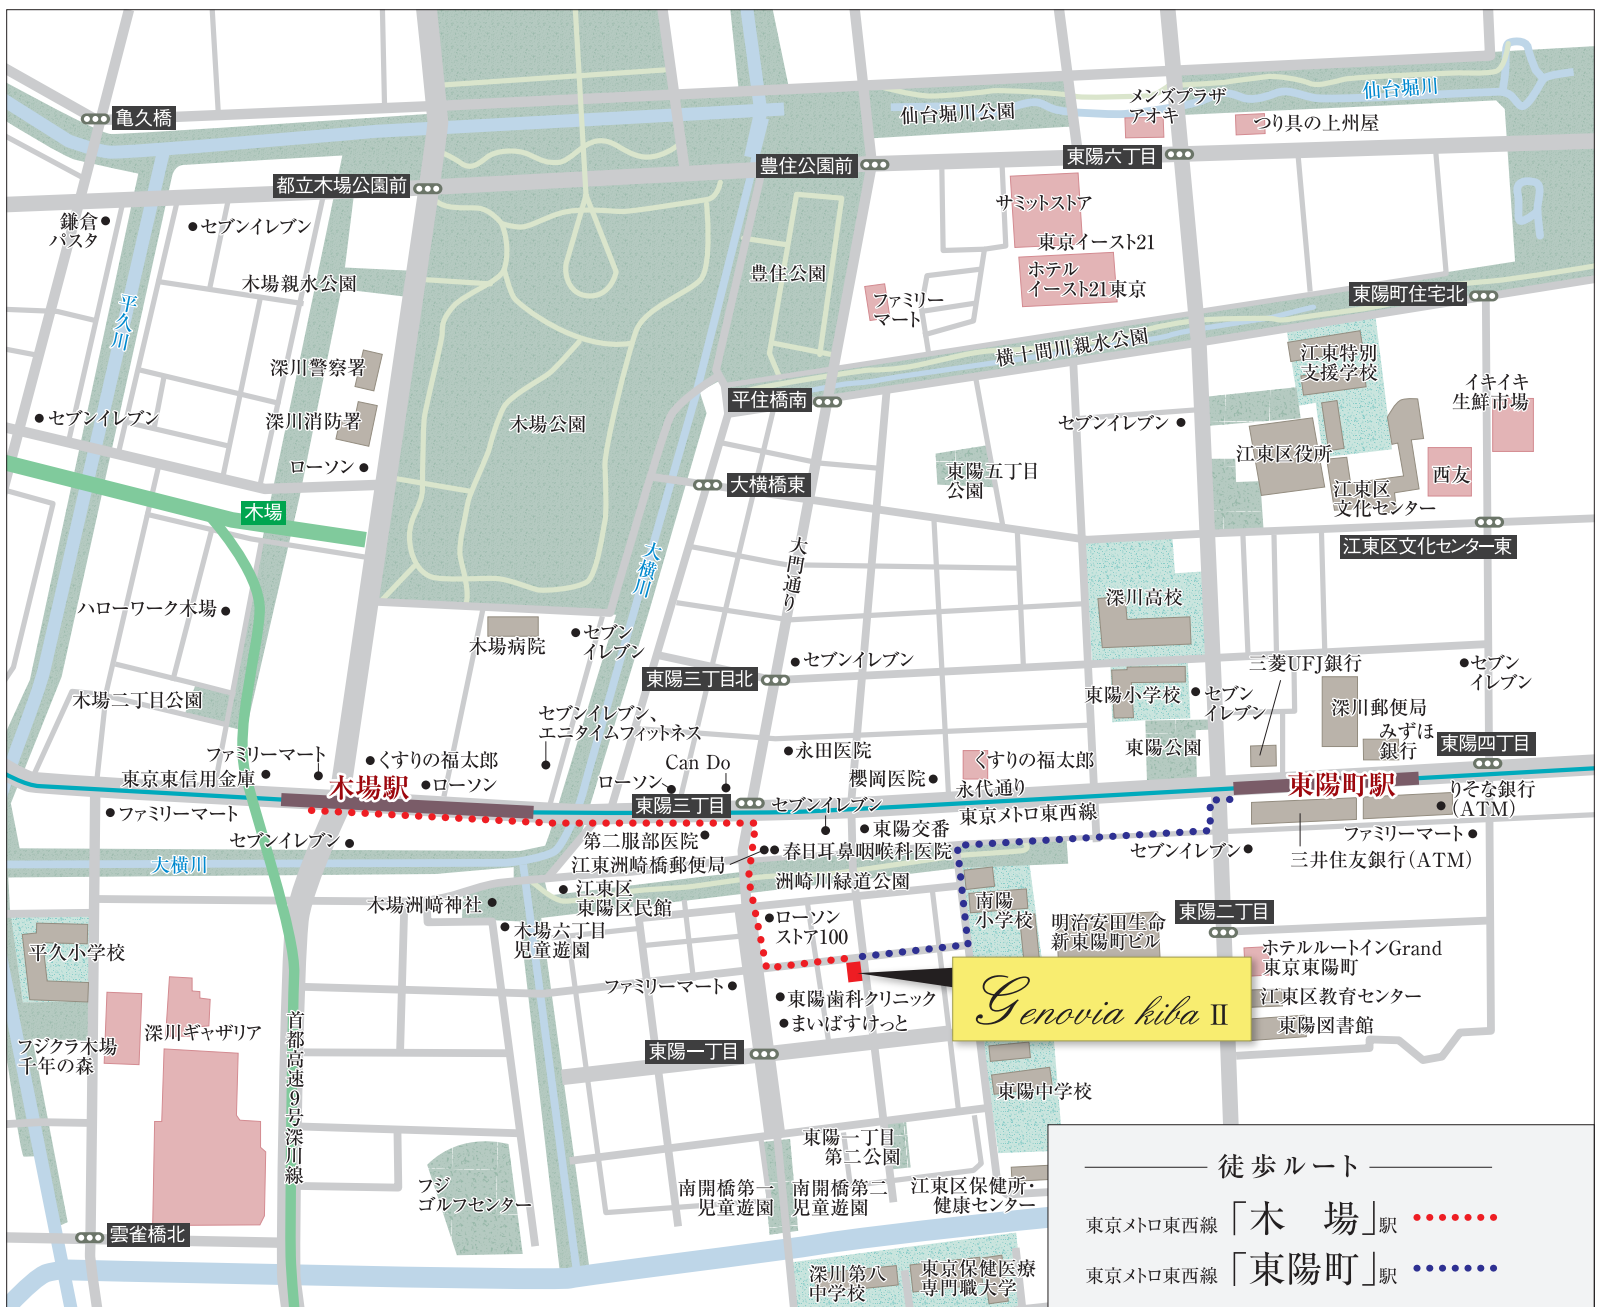 仙台堀川
メンズプラザ
アオキ
仙台堀川公園
つり具の上州屋
亀久橋
東陽六丁目
豊住公園前
都立木場公園前
サミットストア
鎌倉
パスタ
セブンイレブン
東京イースト21
豊住公園
ホテル
イースト21東京
木場親水公園
ファミリー
マート
東陽町住宅北
平久川
横十間川親水公園
江東特別
支援学校
深川警察署
イキイキ
生鮮市場
平住橋南
セブンイレブン
深川消防署
木場公園
セブンイレブン
江東区役所
ローソン
東陽五丁目
公園
西友
大横橋東
江東区
文化センター
木場
江東区文化センター東
大横川
大門通り
ハローワーク木場
深川高校
セブン
イレブン
木場病院
セブンイレブン
三菱UFJ銀行
セブン
イレブン
東陽三丁目北
東陽小学校
セブン
イレブン
木場二丁目公園
深川郵便局
セブンイレブン、
エニタイムフィットネス
みずほ
銀行
東陽四丁目
ファミリーマート
くすりの福太郎
永田医院
東陽公園
くすりの福太郎
Can Do
東京東信用金庫
木場駅
ローソン
ローソン
櫻岡医院
永代通り
東陽町駅
りそな銀行
(ATM)
東陽三丁目
セブンイレブン
東京メトロ東西線
ファミリーマート
東陽交番
ファミリーマート
セブンイレブン
第二服部医院
春日耳鼻咽喉科医院
セブンイレブン
三井住友銀行(ATM)
大横川
江東洲崎橋郵便局
洲崎川緑道公園
江東区
東陽区民館
木場洲﨑神社
南陽
小学校
東陽二丁目
ローソン
ストア100
明治安田生命
新東陽町ビル
木場六丁目
児童遊園
平久小学校
ホテルルートインGrand
東京東陽町
ファミリーマート
東陽歯科クリニック
まいばすけっと
Genovia kiba II
江東区教育センター
東陽図書館
深川ギャザリア
フジクラ木場
千年の森
首都高速9号深川線
東陽一丁目
東陽中学校
東陽一丁目
第二公園
フジ
ゴルフセンター
南開橋第一
児童遊園
南開橋第二
児童遊園
江東区保健所・
健康センター
雲雀橋北
深川第八
中学校
東京保健医療
専門職大学
徒歩ルート
東京メトロ東西線「木 場」駅
東京メトロ東西線「東陽町」駅